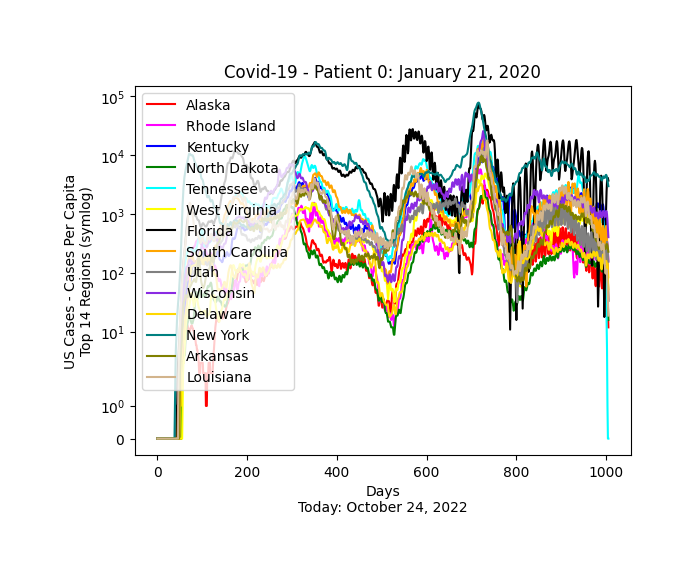 Covid-19 - Patient 0: January 21, 2020
US Cases - Cases Per Capita
Top 14 Regions (symlog)
10^5
10^4
10^3
10^2
10^1
10^0
0
Alaska
Rhode Island
Kentucky
North Dakota
Tennessee
West Virginia
Florida
South Carolina
Utah
Wisconsin
Delaware
New York
Arkansas
Louisiana
0 200 400 600 800 1000
Days
Today: October 24, 2022